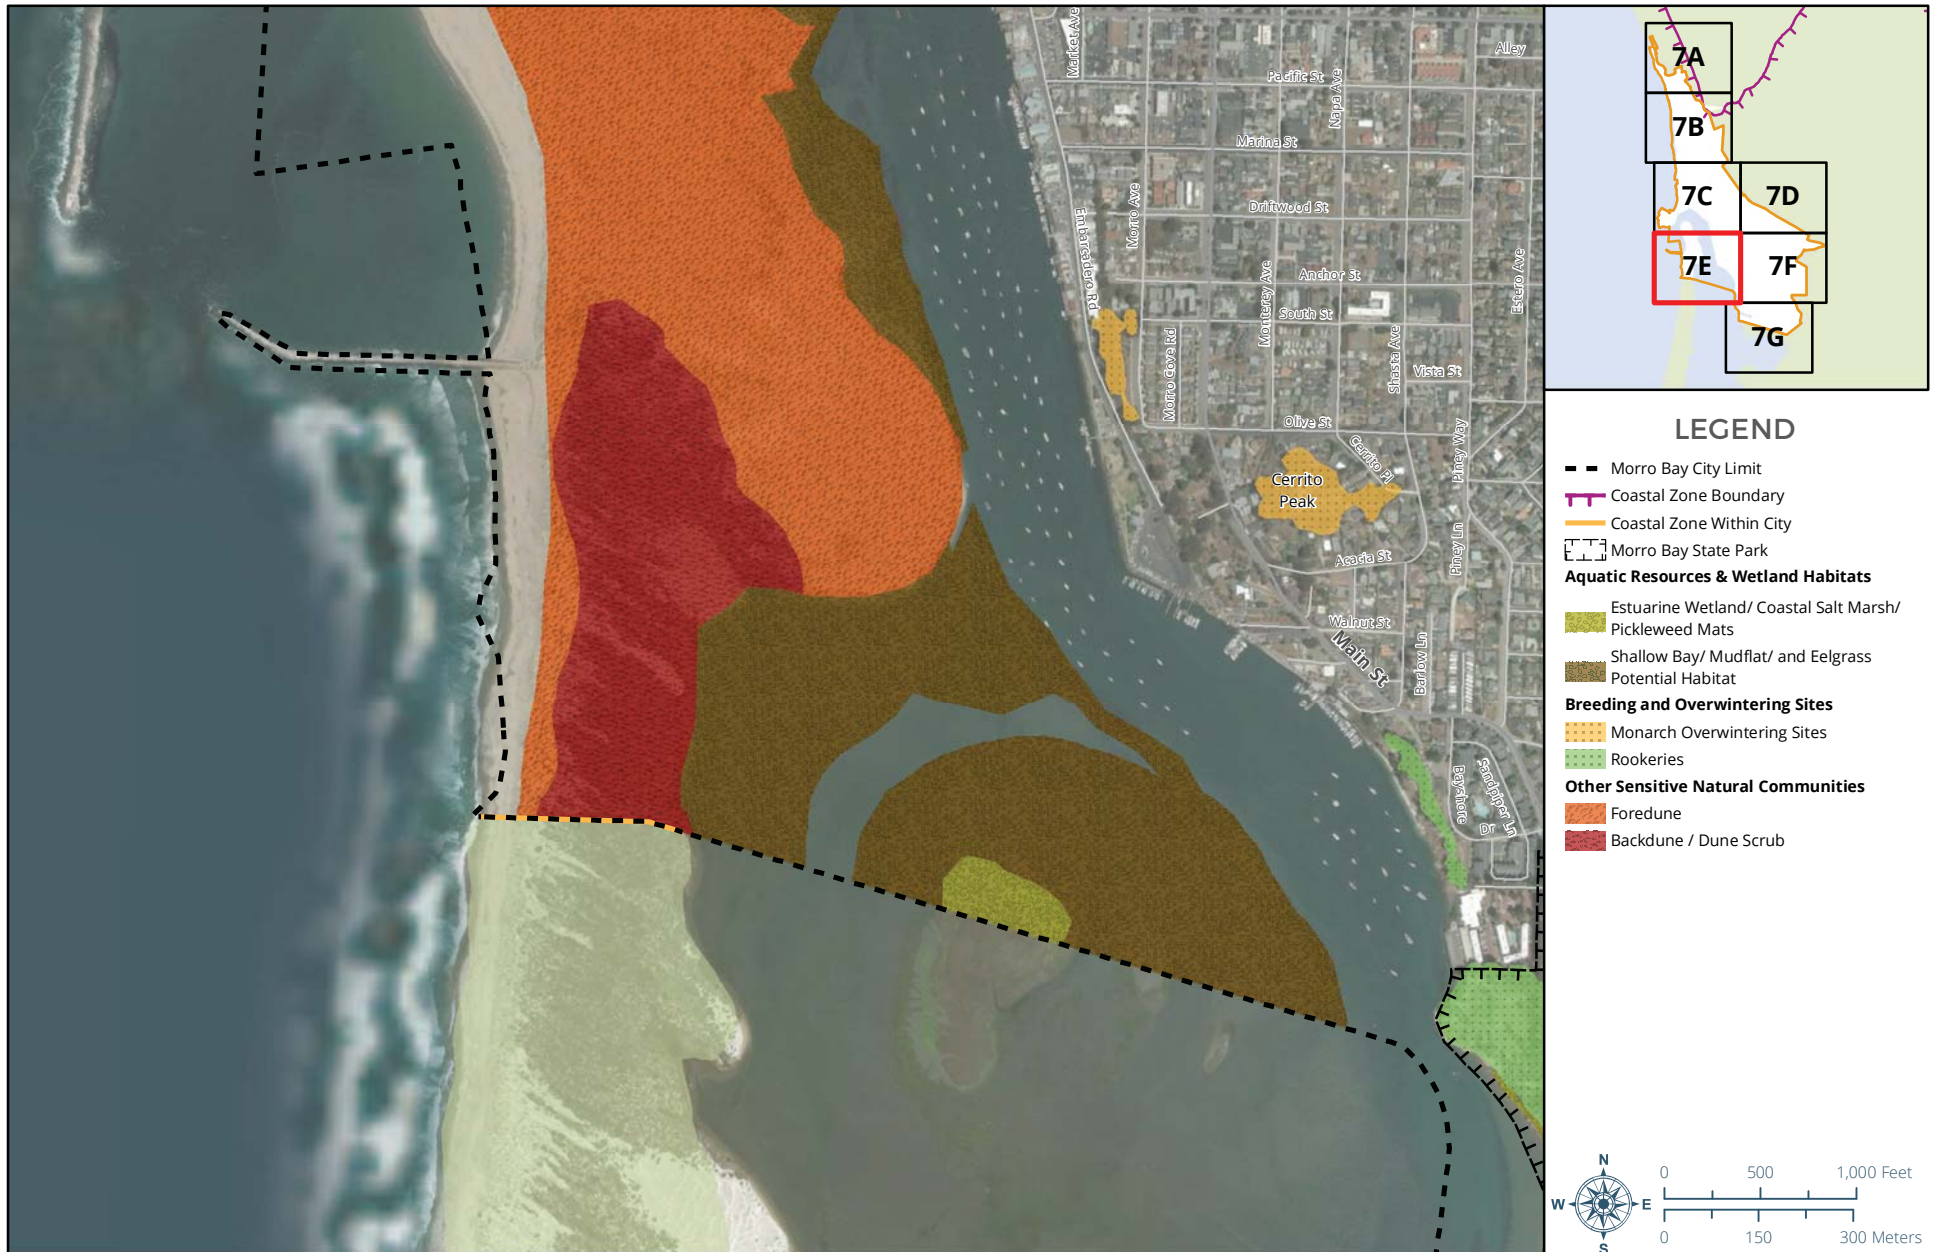 Market Ave
Alley
Pacific St
Napa Ave
Marina St
Morro Ave
Driftwood St
Embarcadero Rd
Anchor St
Estero Ave
Monterey Ave
South St
Morro Cove Rd
Shasta Ave
Vista St
Olive St
Piney Way
Cerrito Pl
Cerrito
Peak
Acacia St
Piney Ln
Walnut St
Main St
Barlow Ln
Bayshore
Dr
Sandpiper Ln
7A
7B
7C
7D
7E
7F
7G
LEGEND
Morro Bay City Limit
Coastal Zone Boundary
Coastal Zone Within City
Morro Bay State Park
Aquatic Resources & Wetland Habitats
Estuarine Wetland/ Coastal Salt Marsh/
Pickleweed Mats
Shallow Bay/ Mudflat/ and Eelgrass
Potential Habitat
Breeding and Overwintering Sites
Monarch Overwintering Sites
Rookeries
Other Sensitive Natural Communities
Foredune
Backdune / Dune Scrub
N
W
E
S
0 500 1,000 Feet
0 150 300 Meters